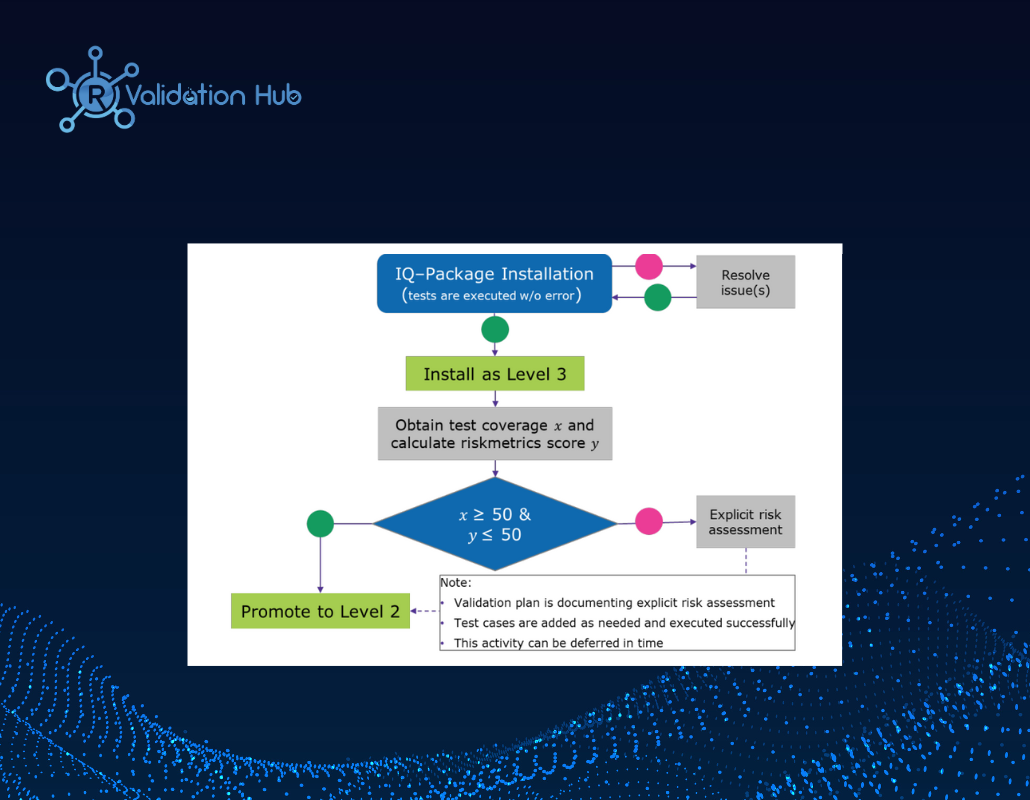 R Validation Hub
IQ–Package Installation
(tests are executed w/o error)
Resolve
issue(s)
Install as Level 3
Obtain test coverage x and
calculate riskmetrics score y
x ≥ 50 &
y ≤ 50
Explicit risk
assessment
Promote to Level 2
Note:
• Validation plan is documenting explicit risk assessment
• Test cases are added as needed and executed successfully
• This activity can be deferred in time